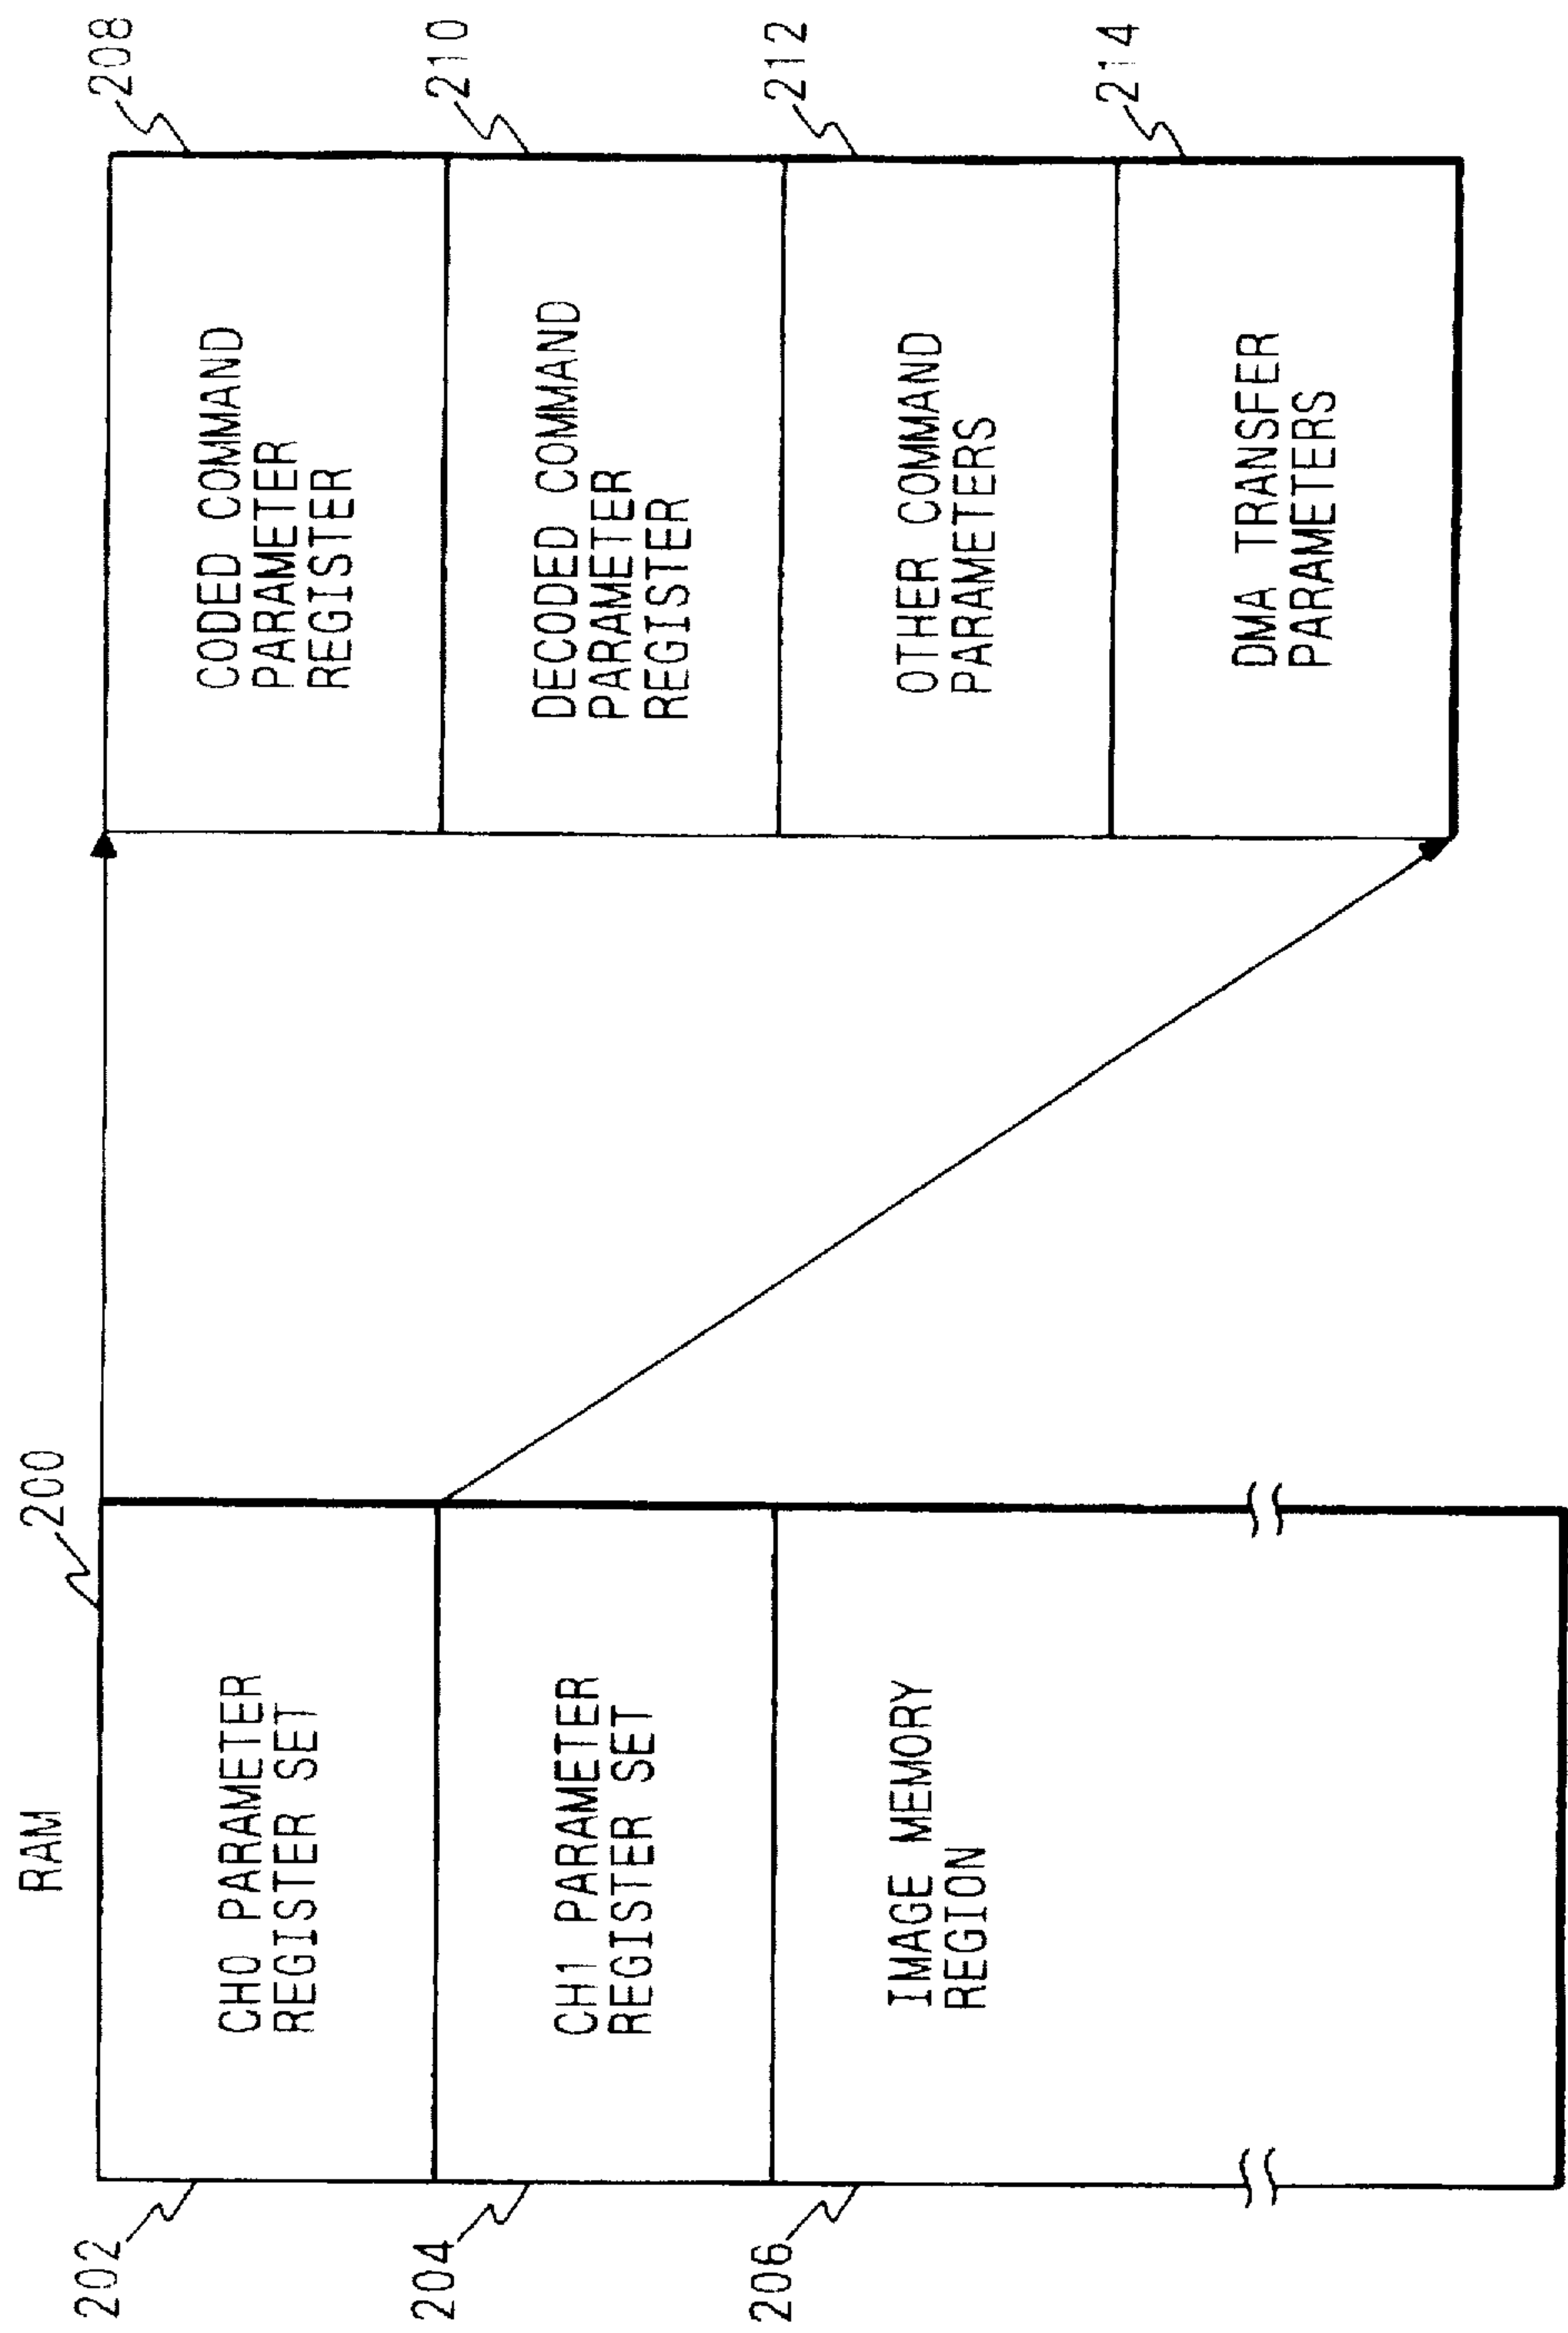 RAM
200
202
CH0 PARAMETER
REGISTER SET
204
CH1 PARAMETER
REGISTER SET
206
IMAGE MEMORY
REGION
208
CODED COMMAND
PARAMETER
REGISTER
210
DECODED COMMAND
PARAMETER
REGISTER
212
OTHER COMMAND
PARAMETERS
214
DMA TRANSFER
PARAMETERS